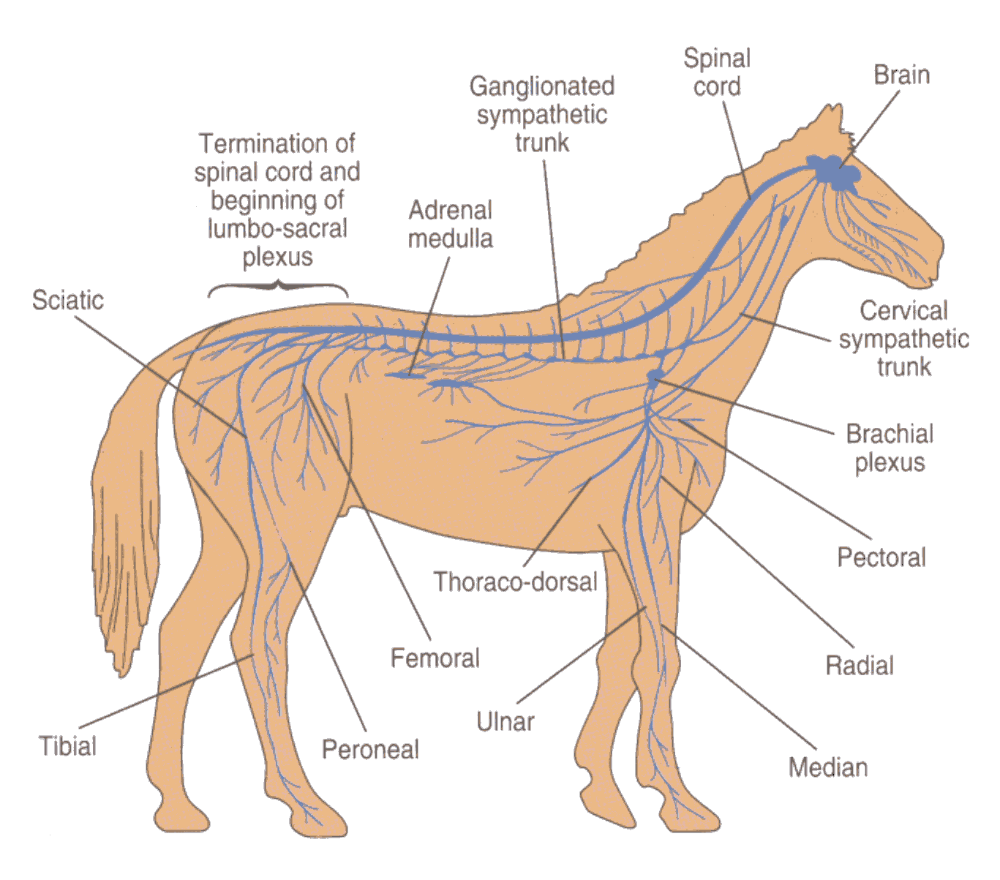 Spinal
cord
Brain
Ganglionated
sympathetic
trunk
Termination of
spinal cord and
beginning of
lumbo-sacral
plexus
Adrenal
medulla
Sciatic
Cervical
sympathetic
trunk
Brachial
plexus
Pectoral
Thoraco-dorsal
Femoral
Radial
Ulnar
Tibial
Peroneal
Median